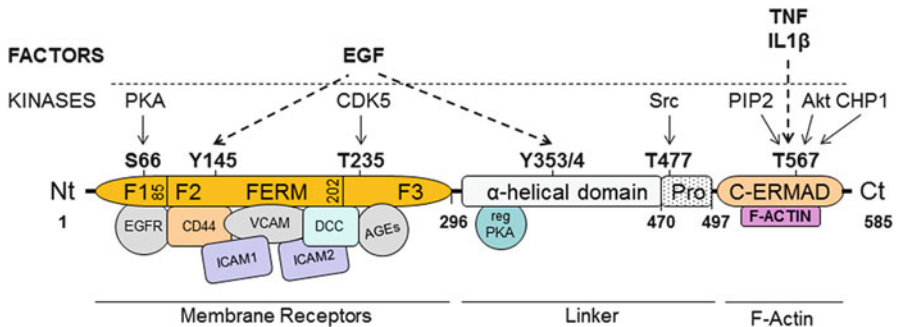 TNF
FACTORS EGF IL1β
KINASES PKA CDK5 Src PIP2 Akt CHP1
S66 Y145 T235 Y353/4 T477 T567
Nt F1 85 F2 FERM 202 F3 α-helical domain Pro C-ERMAD Ct
1 EGFR CD44 VCAM DCC AGEs 296 reg PKA 470 497 F-ACTIN 585
ICAM1 ICAM2
Membrane Receptors Linker F-Actin